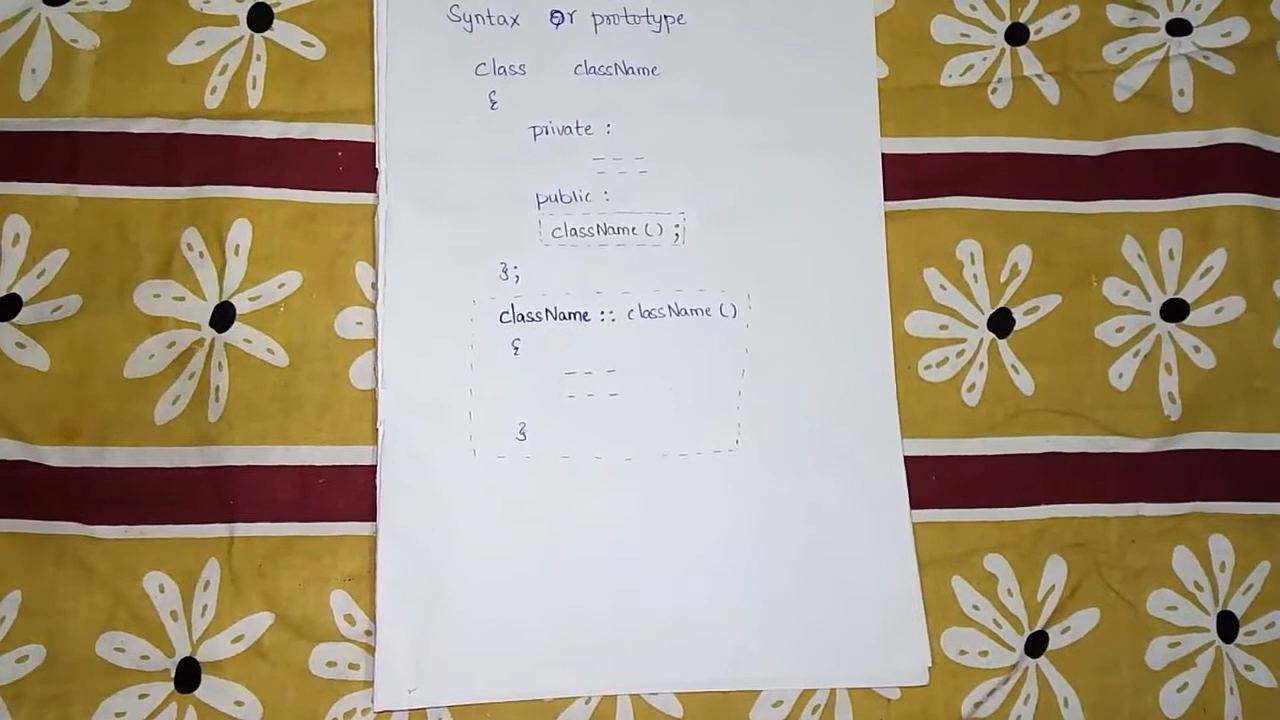 Syntax Or prototype
Class className
{
private :
- - -
- - -
public :
className ( ) ;
} ;
className : : className ( )
{
- - -
- - -
}